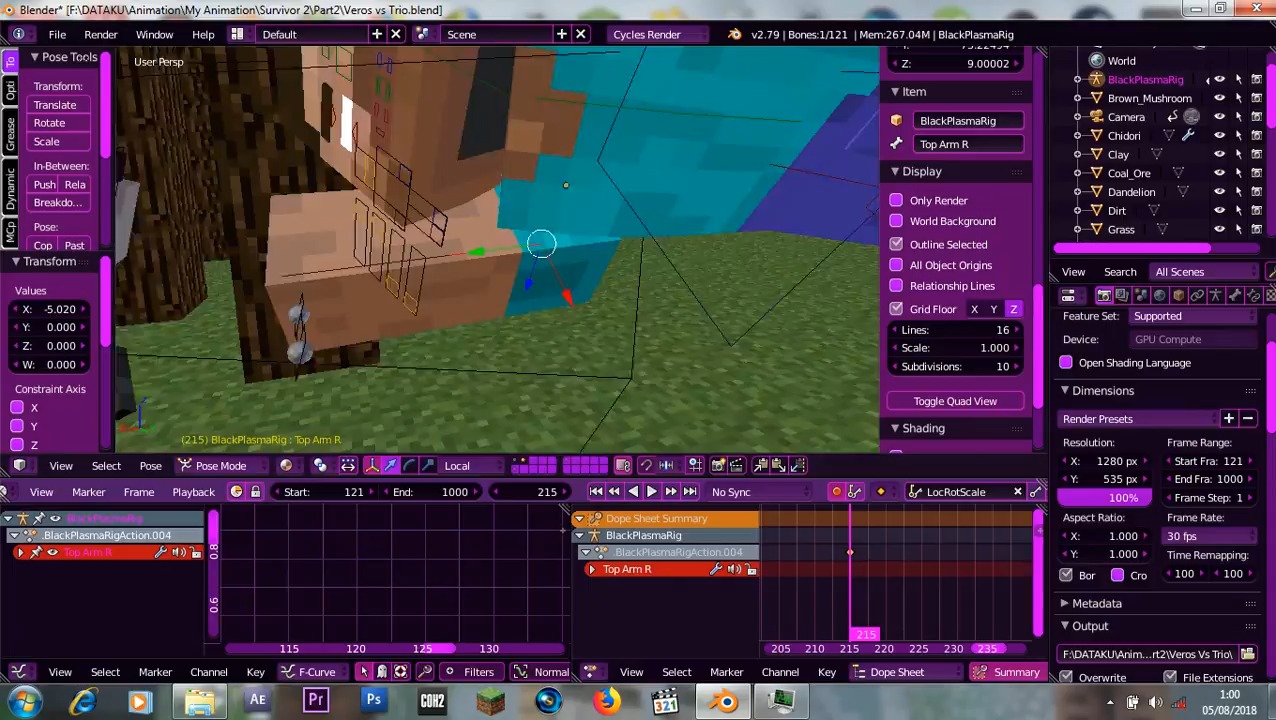 Blender* [F:\DATAKU\Animation\My Animation\Survivor 2\Part2\Veros vs Trio.blend]
File Render Window Help Default Scene Cycles Render v2.79 | Bones:1/121 | Mem:267.04M | BlackPlasmaRig
To
Opti
Grease
Dynamic
MCp
Pose Tools
Transform:
Translate
Rotate
Scale
In-Between:
Push Rela
Breakdo...
Pose:
Cop Past
Transform
Values
X: -5.020
Y: 0.000
Z: 0.000
W: 0.000
Constraint Axis
X
Y
Z
User Persp
(215) BlackPlasmaRig : Top Arm R
Z: 9.00002
Item
BlackPlasmaRig
Top Arm R
Display
Only Render
World Background
Outline Selected
All Object Origins
Relationship Lines
Grid Floor X Y Z
Lines: 16
Scale: 1.000
Subdivisions: 10
Toggle Quad View
Shading
World
BlackPlasmaRig
Brown_Mushroom
Camera
Chidori
Clay
Coal_Ore
Dandelion
Dirt
Grass
View Search All Scenes
Feature Set: Supported
Device: GPU Compute
Open Shading Language
Dimensions
Render Presets
Resolution: Frame Range:
X: 1280 px Start Fra: 121
Y: 535 px End Fra: 1000
100% Frame Step: 1
Aspect Ratio: Frame Rate:
X: 1.000 30 fps
Y: 1.000 Time Remapping:
Bor Cro 100 100
Metadata
Output
F:\DATAKU\Anim...rt2\Veros Vs Trio\
Overwrite File Extensions
View Select Pose Pose Mode Local
View Marker Frame Playback Start: 121 End: 1000 215 No Sync LocRotScale
BlackPlasmaRig
.BlackPlasmaRigAction.004
Top Arm R
0.8
0.6
115 120 125 130
Dope Sheet Summary
BlackPlasmaRig
.BlackPlasmaRigAction.004
Top Arm R
215
205 210 215 220 225 230 235
View Select Marker Channel Key F-Curve Filters Normal
View Select Marker Channel Key Dope Sheet Summary
Ae Pr Ps COH2
1:00
05/08/2018